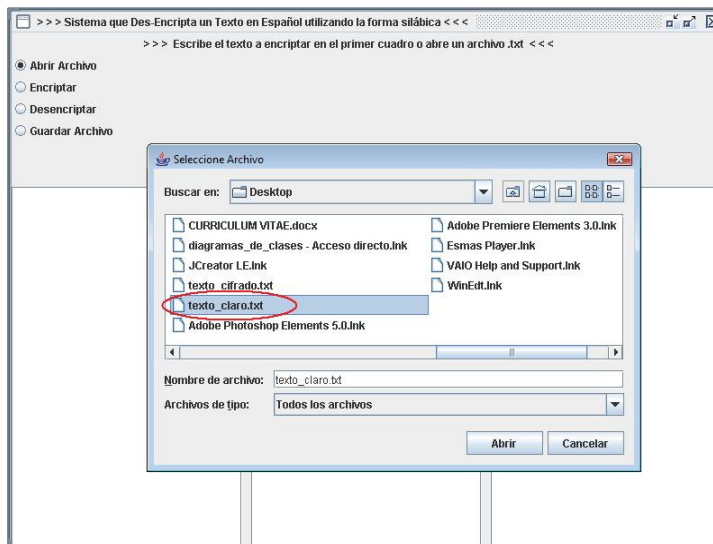 > > > Sistema que Des-Encripta un Texto en Español utilizando la forma silábica < < <
> > > Escribe el texto a encriptar en el primer cuadro o abre un archivo .txt < < <
Abrir Archivo
Encriptar
Desencriptar
Guardar Archivo
Seleccione Archivo
Buscar en: Desktop
CURRICULUM VITAE.docx
diagramas_de_clases - Acceso directo.lnk
JCreator LE.lnk
texto_cifrado.txt
texto_claro.txt
Adobe Photoshop Elements 5.0.lnk
Adobe Premiere Elements 3.0.lnk
Esmas Player.lnk
VAIO Help and Support.lnk
WinEdt.lnk
Nombre de archivo: texto_claro.txt
Archivos de tipo: Todos los archivos
Abrir Cancelar